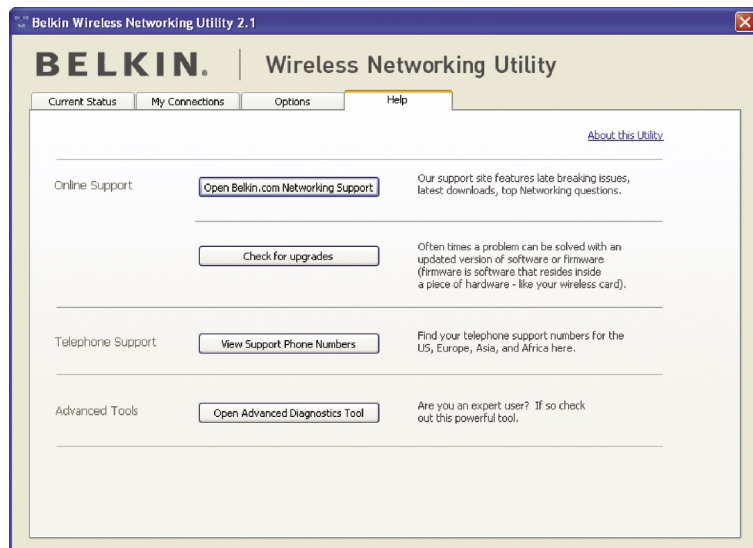 Belkin Wireless Networking Utility 2.1
BELKIN. Wireless Networking Utility
Current Status My Connections Options Help
About this Utility
Online Support
Open Belkin.com Networking Support
Our support site features late breaking issues,
latest downloads, top Networking questions.
Check for upgrades
Often times a problem can be solved with an
updated version of software or firmware
(firmware is software that resides inside
a piece of hardware - like your wireless card).
Telephone Support
View Support Phone Numbers
Find your telephone support numbers for the
US, Europe, Asia, and Africa here.
Advanced Tools
Open Advanced Diagnostics Tool
Are you an expert user? If so check
out this powerful tool.